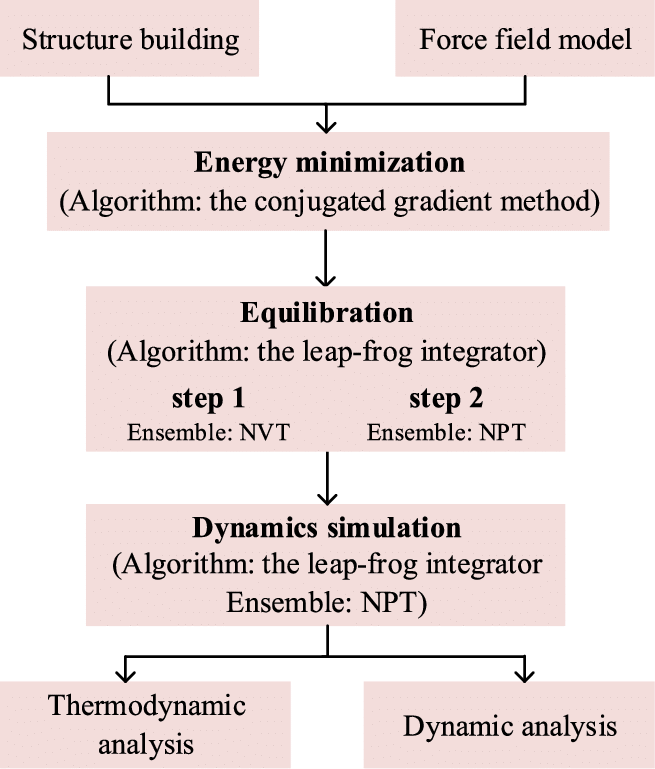 Structure building
Force field model
Energy minimization
(Algorithm: the conjugated gradient method)
Equilibration
(Algorithm: the leap-frog integrator)
step 1
step 2
Ensemble: NVT
Ensemble: NPT
Dynamics simulation
(Algorithm: the leap-frog integrator
Ensemble: NPT)
Thermodynamic
analysis
Dynamic analysis